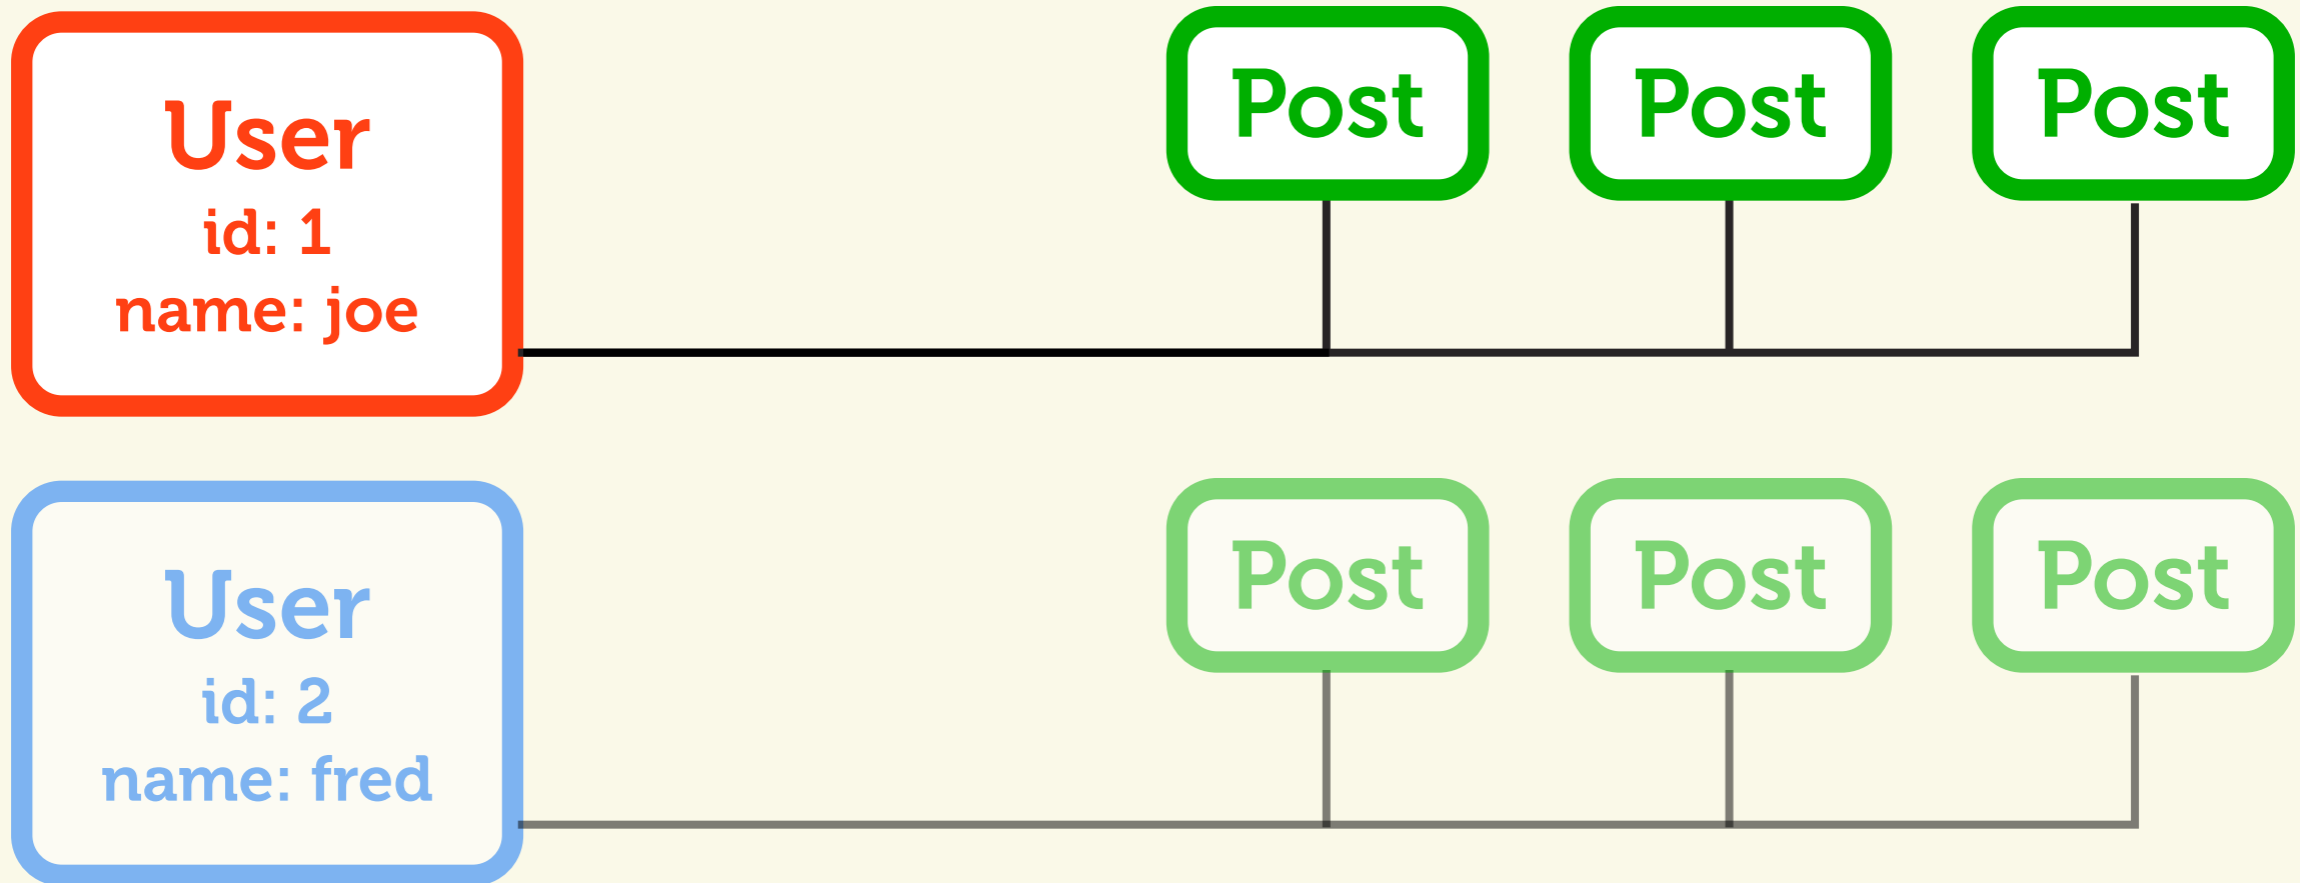 User
id: 1
name: joe
Post
Post
Post
User
id: 2
name: fred
Post
Post
Post